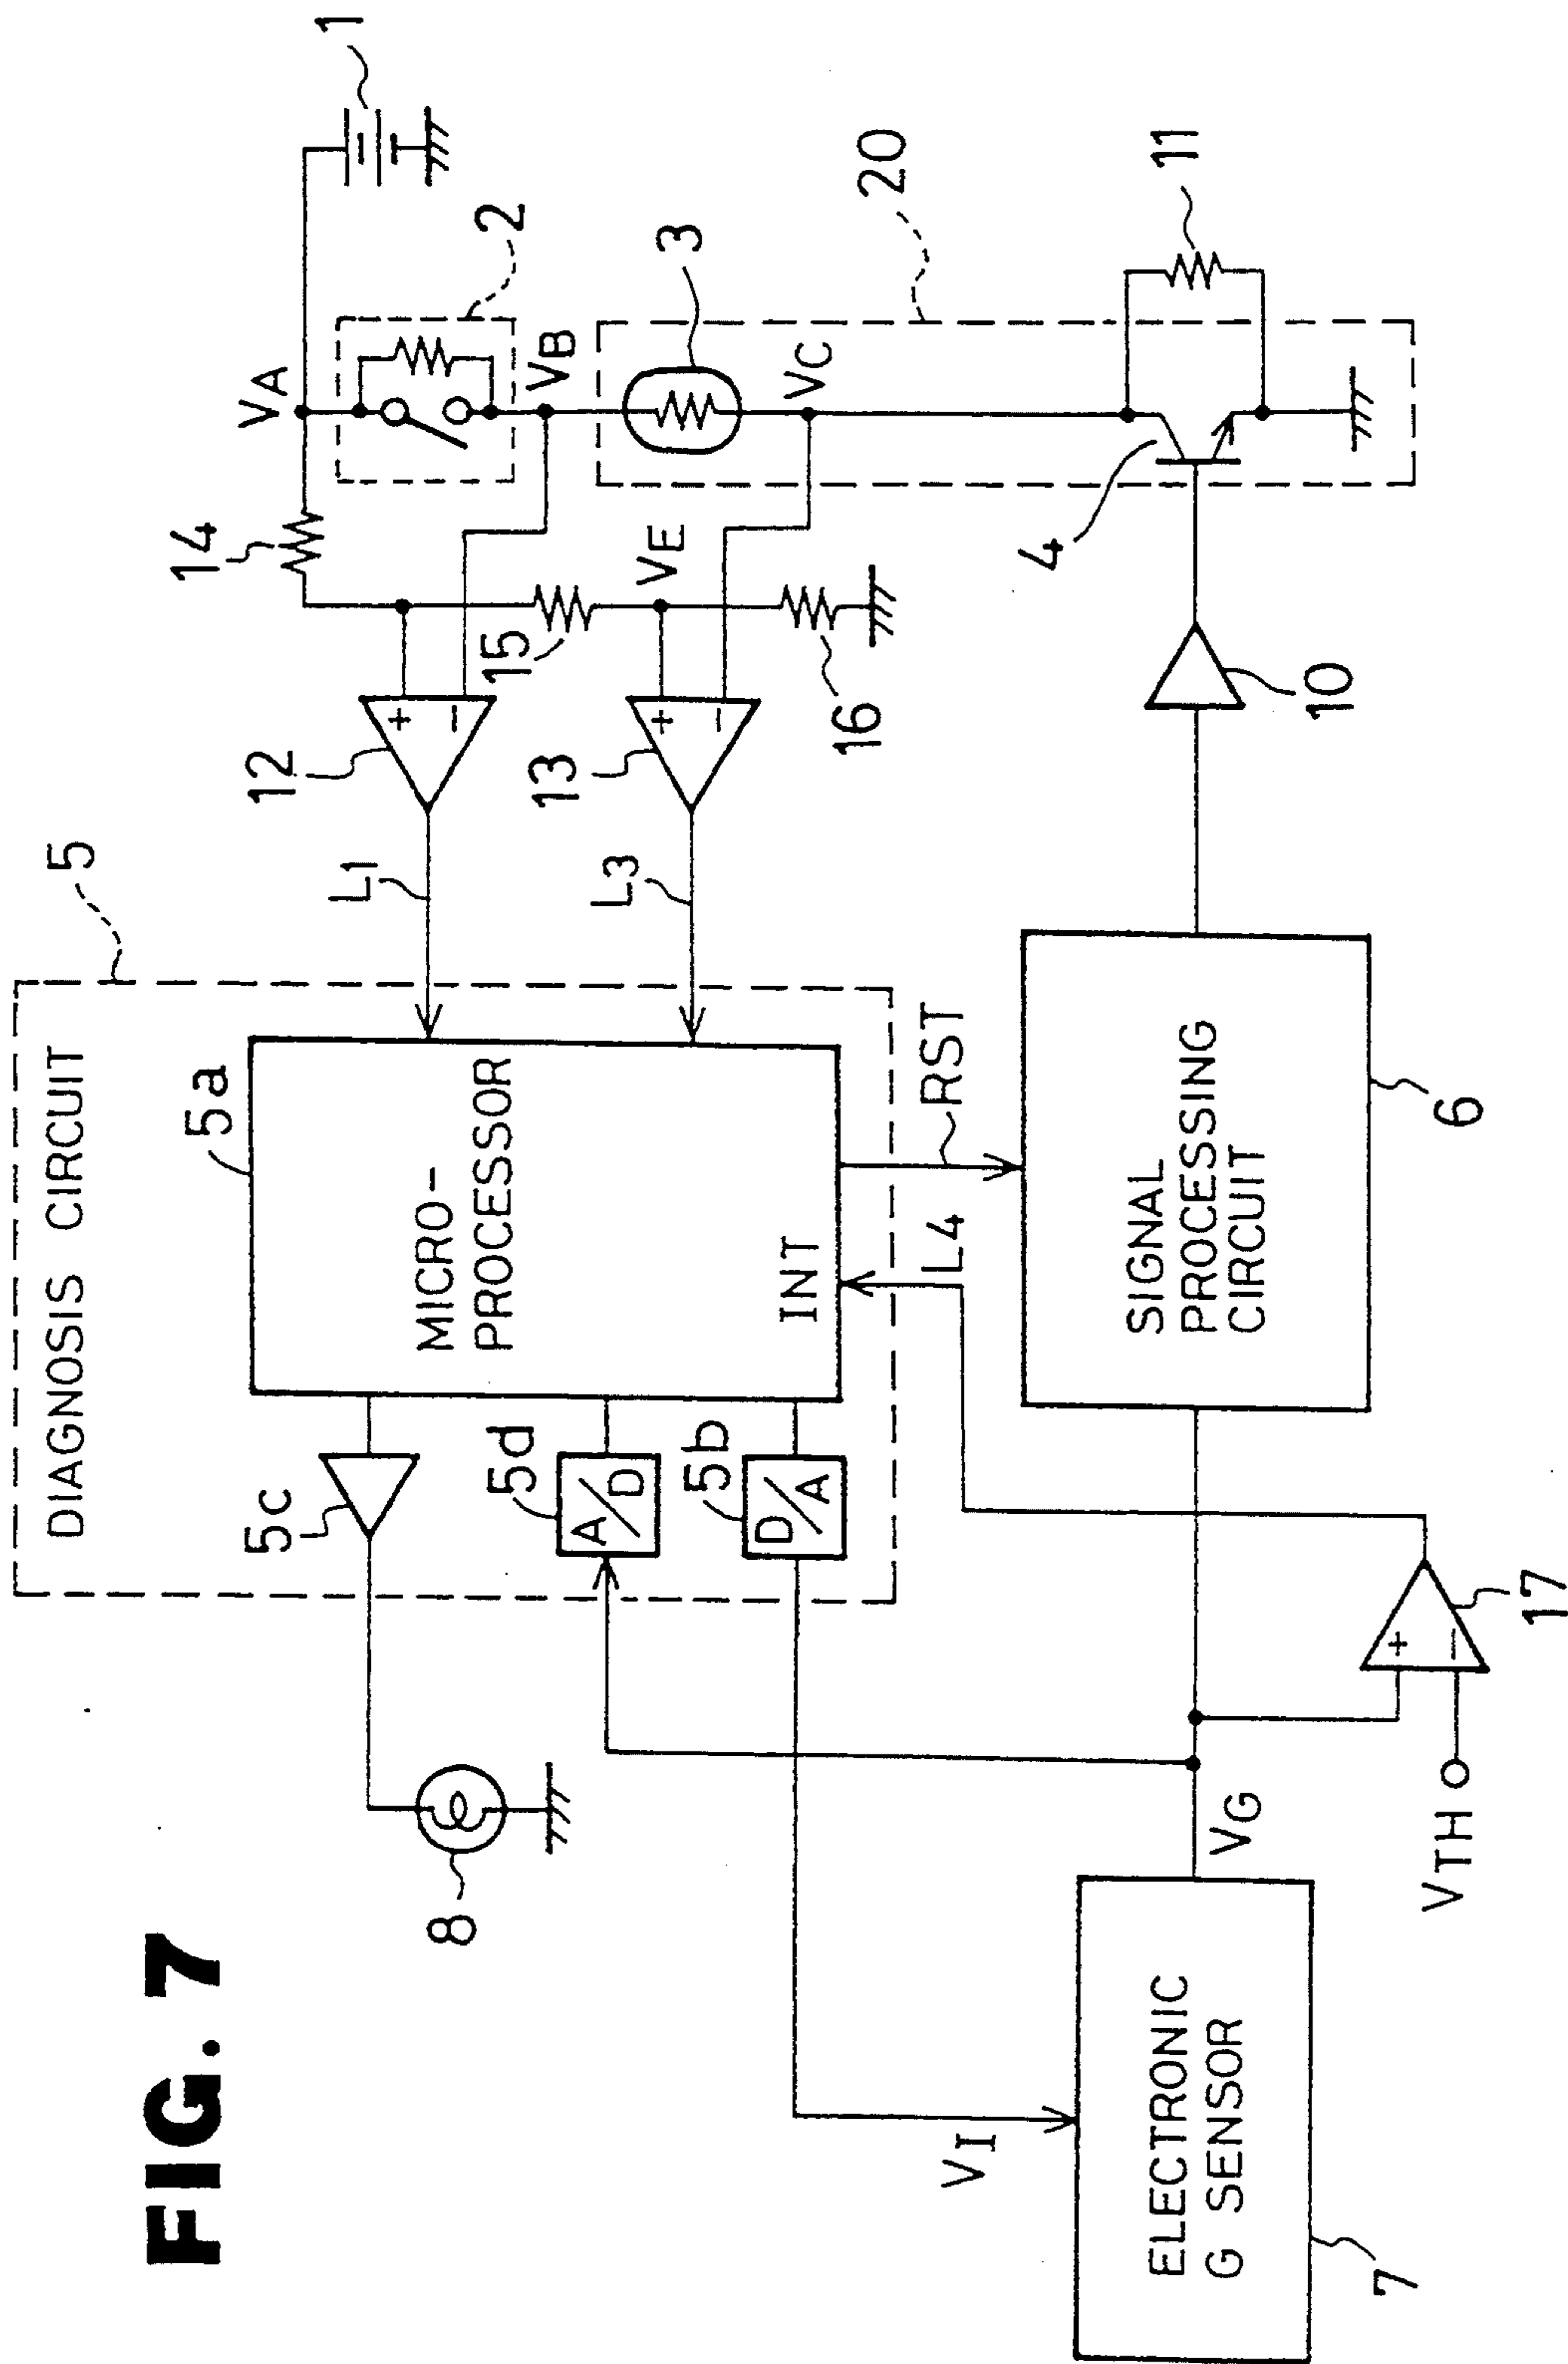 FIG. 7
DIAGNOSIS CIRCUIT
5
5a
MICRO-
PROCESSOR
INT
5c
5d
A/D
5b
D/A
8
L1
L3
L4
RST
12
+
−
13
+
−
14
15
16
VA
VB
VC
VE
1
2
3
20
11
4
10
SIGNAL
PROCESSING
CIRCUIT
6
VI
VG
VTH
+
−
17
ELECTRONIC
G SENSOR
7